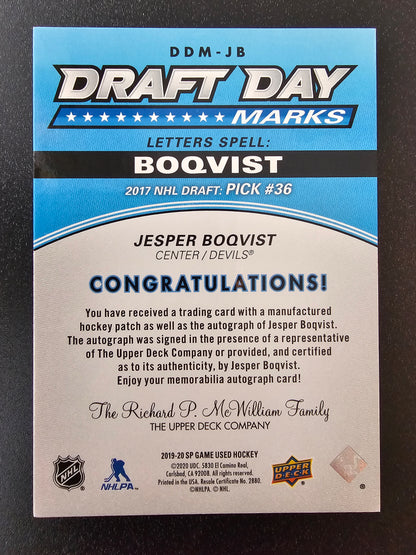 DDM-JB
DRAFT DAY
MARKS
LETTERS SPELL:
BOQVIST
2017 NHL DRAFT: PICK #36
JESPER BOQVIST
CENTER / DEVILS®
CONGRATULATIONS!
You have received a trading card with a manufactured
hockey patch as well as the autograph of Jesper Boqvist.
The autograph was signed in the presence of a representative
of The Upper Deck Company or provided, and certified
as to its authenticity, by Jesper Boqvist.
Enjoy your memorabilia autograph card!
The Richard P. McWilliam Family
THE UPPER DECK COMPANY
2019-20 SP GAME USED HOCKEY
©2020 UDC. 5830 El Camino Real,
Carlsbad, CA 92008. All rights reserved.
Printed in the USA. Resale Certificate No. 2880.
©NHLPA. © NHL.
NHL
NHLPA
UPPER
DECK